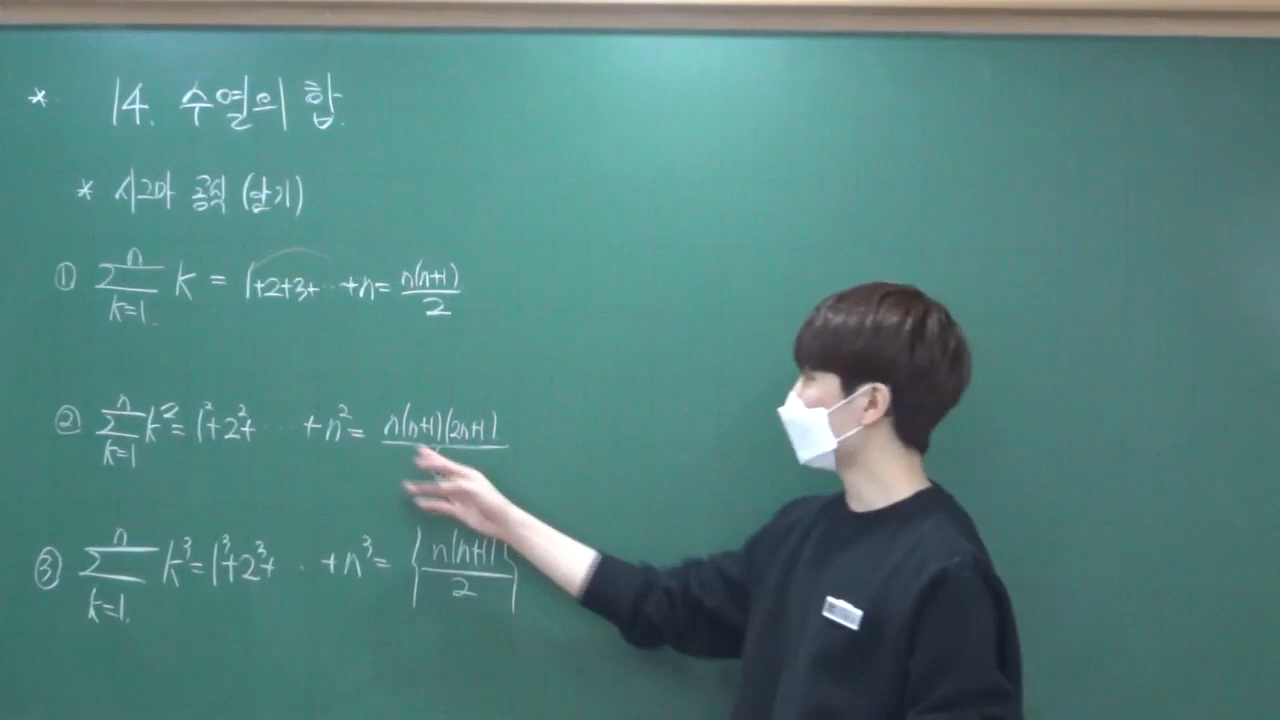 * 14. 수열의 합.
* 시그마 공식 (암기)
① ∑_{k=1}^{n} k = 1+2+3+ ⋯ +n = n(n+1)/2
② ∑_{k=1}^{n} k² = 1²+2²+ ⋯ +n² = n(n+1)(2n+1
③ ∑_{k=1}^{n} k³ = 1³+2³+ ⋯ +n³ = {n(n+1)/2}